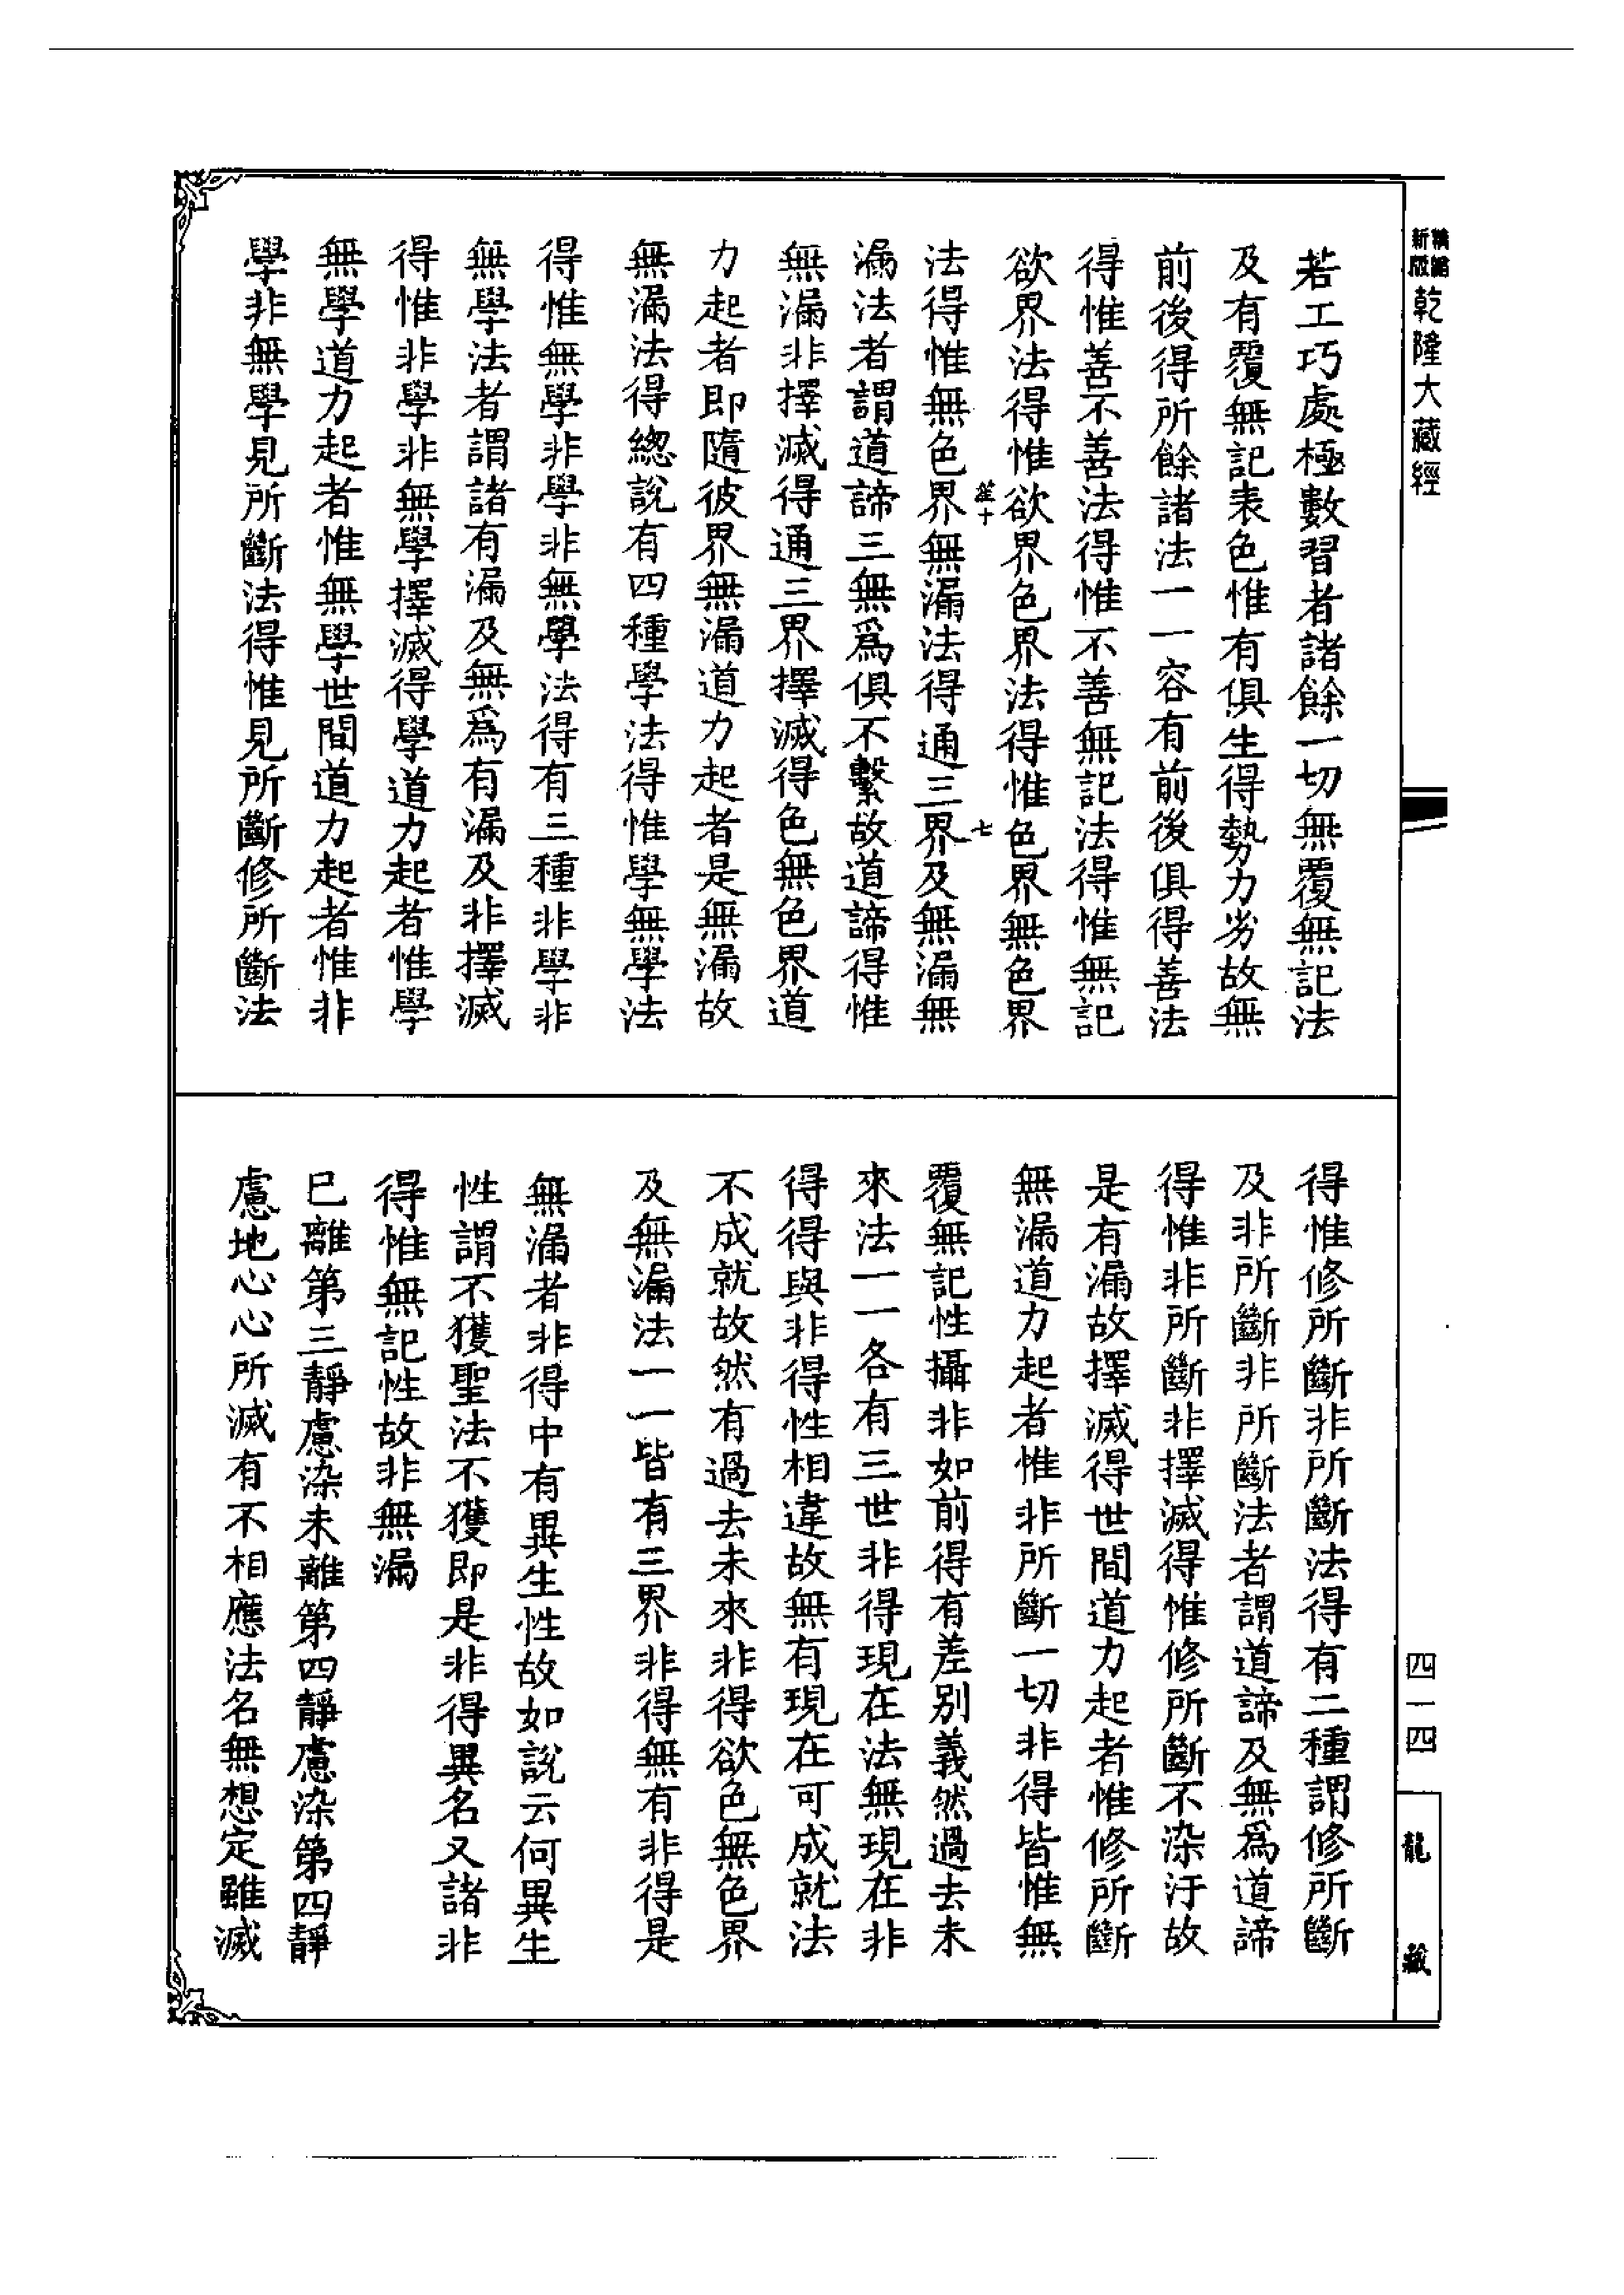 新版
乾隆大藏經
若工巧處極數習者諸餘一切無覆無記法
及有覆無記表色惟有俱生得勢力劣故無
前後得所餘諸法一一容有前後俱得善法
得惟善不善法得惟不善無記法得惟無記
欲界法得惟欲界色界法得惟色界無色界
法得惟無色界無漏法得通三界及無漏無
漏法者謂道諦三無爲俱不繫故道諦得惟
無漏非擇滅得通三界擇滅得色無色界道
力起者即隨彼界無漏道力起者是無漏故
無漏法得緫說有四種學法得惟學無學法
得惟無學非學非無學法得有三種非學非
無學法者謂諸有漏及無爲有漏及非擇滅
得惟非學非無學擇滅得學道力起者惟學
無學道力起者惟無學世間道力起者惟非
學非無學見所斷法得惟見所斷修所斷法
得惟修所斷非所斷法得有二種謂修所斷
及非所斷非所斷法者謂道諦及無爲道諦
得惟非所斷非擇滅得惟修所斷不染汙故
是有漏故擇滅得世間道力起者惟修所斷
無漏道力起者惟非所斷一切非得皆惟無
覆無記性攝非如前得有差別義然過去未
來法一一各有三世非得現在法無現在非
得得與非得性相違故無有現在可成就法
不成就故然有過去未來非得欲色無色界
及無漏法一一皆有三界非得無有非得是
無漏者非得中有異生性故如說云何異生
性謂不獲聖法不獲即是非得異名又諸非
得惟無記性故非無漏
巳離第三靜慮染未離第四靜慮染第四靜
慮地心心所滅有不相應法名無想定雖滅
十
七
四一四
龍藏